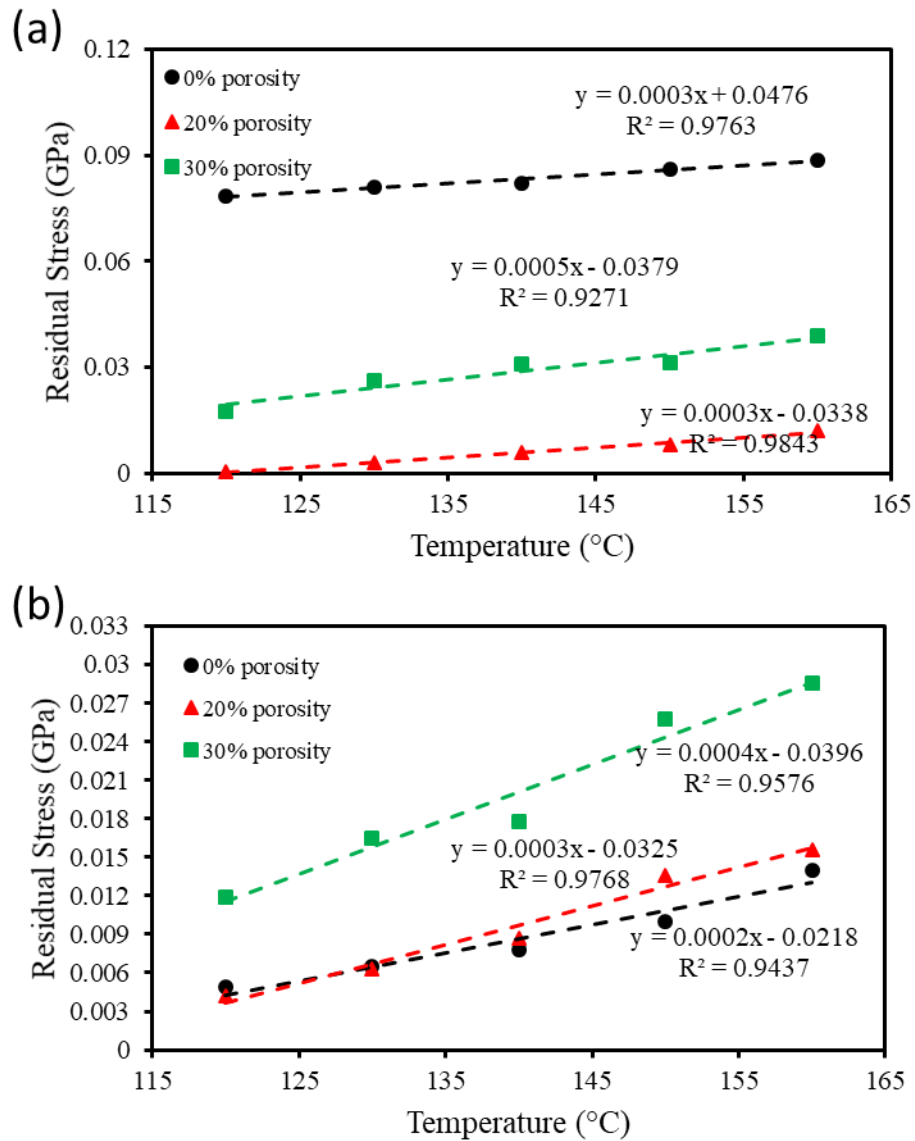 (a)
0.12
0.09
0.06
0.03
0
Residual Stress (GPa)
0% porosity
20% porosity
30% porosity
y = 0.0003x + 0.0476
R² = 0.9763
y = 0.0005x - 0.0379
R² = 0.9271
y = 0.0003x - 0.0338
R² = 0.9843
115 125 135 145 155 165
Temperature (°C)
(b)
0.033
0.03
0.027
0.024
0.021
0.018
0.015
0.012
0.009
0.006
0.003
0
Residual Stress (GPa)
0% porosity
20% porosity
30% porosity
y = 0.0004x - 0.0396
R² = 0.9576
y = 0.0003x - 0.0325
R² = 0.9768
y = 0.0002x - 0.0218
R² = 0.9437
115 125 135 145 155 165
Temperature (°C)